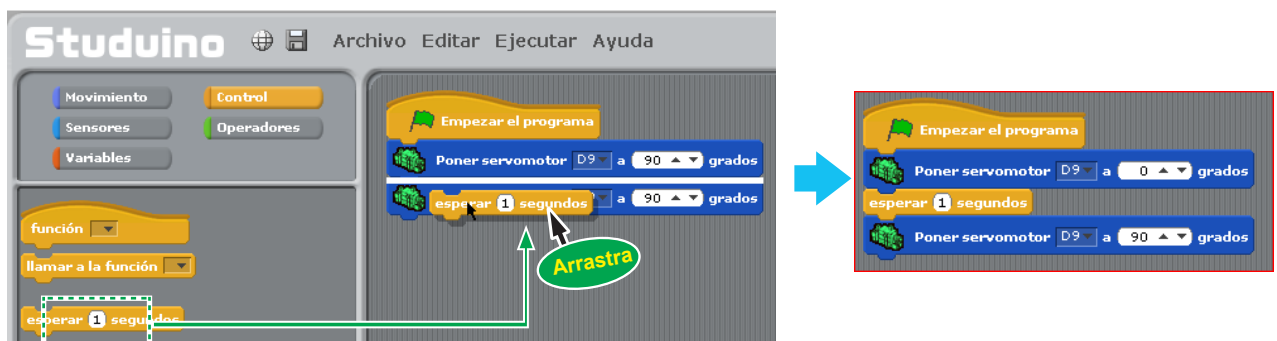 Studuino Archivo Editar Ejecutar Ayuda
Movimiento Control
Sensores Operadores
Variables
función
llamar a la función
esperar 1 segundos
Empezar el programa
Poner servomotor D9 a 90 grados
esperar 1 segundos a 90 grados
Arrastra
Empezar el programa
Poner servomotor D9 a 0 grados
esperar 1 segundos
Poner servomotor D9 a 90 grados